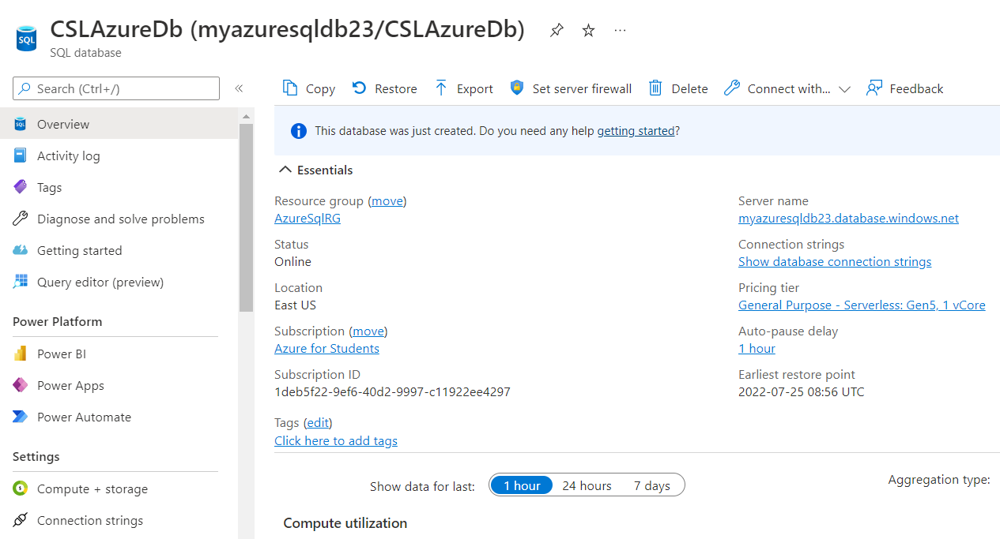 CSLAzureDb (myazuresqldb23/CSLAzureDb)
SQL
SQL database
Search (Ctrl+/)
Overview
Activity log
Tags
Diagnose and solve problems
Getting started
Query editor (preview)
Power Platform
Power BI
Power Apps
Power Automate
Settings
Compute + storage
Connection strings
Copy Restore Export Set server firewall Delete Connect with... Feedback
This database was just created. Do you need any help getting started?
Essentials
Resource group (move)
AzureSqlRG
Status
Online
Location
East US
Subscription (move)
Azure for Students
Subscription ID
1deb5f22-9ef6-40d2-9997-c11922ee4297
Tags (edit)
Click here to add tags
Server name
myazuresqldb23.database.windows.net
Connection strings
Show database connection strings
Pricing tier
General Purpose - Serverless: Gen5, 1 vCore
Auto-pause delay
1 hour
Earliest restore point
2022-07-25 08:56 UTC
Show data for last: 1 hour 24 hours 7 days
Aggregation type:
Compute utilization